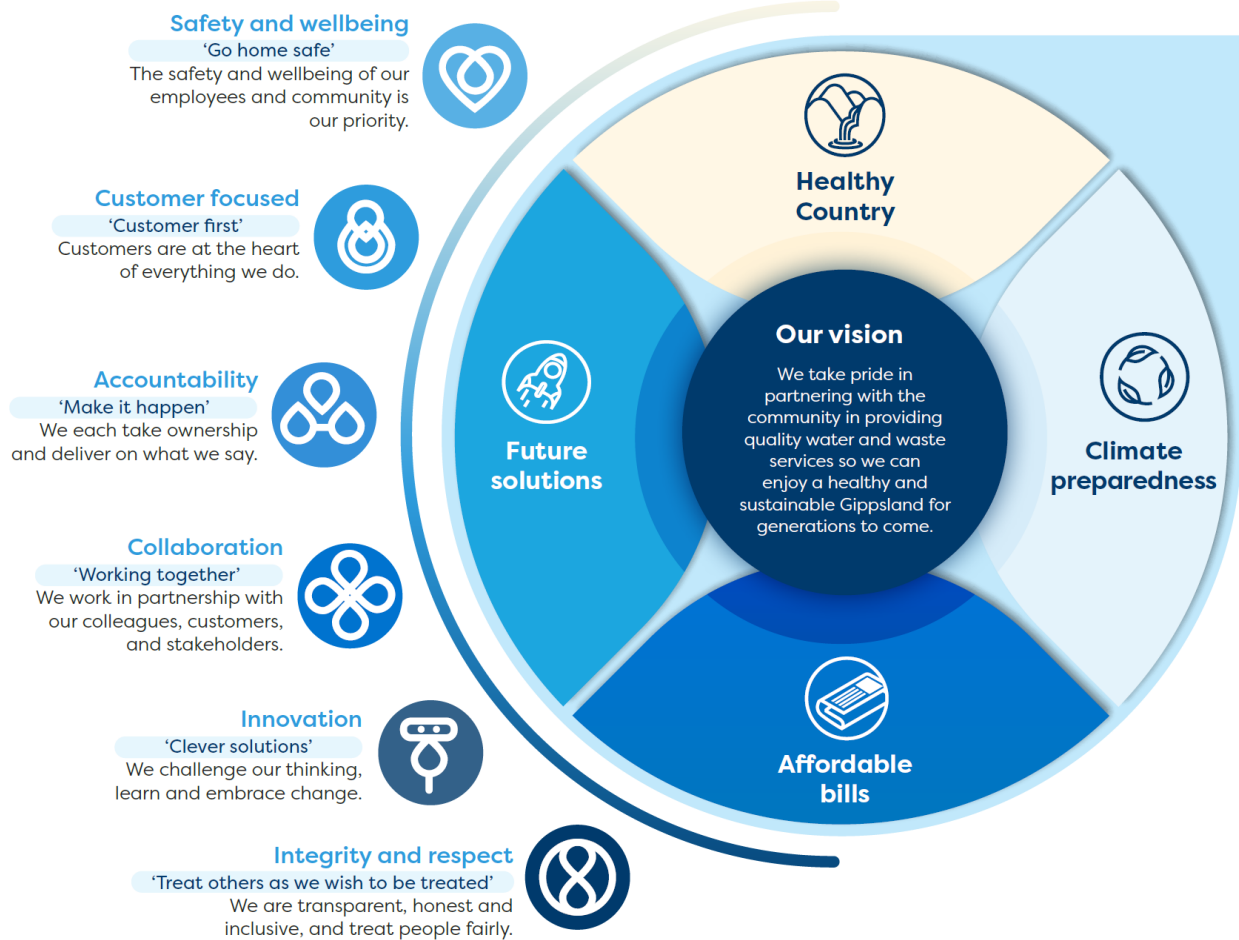 Safety and wellbeing
‘Go home safe’
The safety and wellbeing of our
employees and community is
our priority.
Customer focused
‘Customer first’
Customers are at the heart
of everything we do.
Accountability
‘Make it happen’
We each take ownership
and deliver on what we say.
Collaboration
‘Working together’
We work in partnership with
our colleagues, customers,
and stakeholders.
Innovation
‘Clever solutions’
We challenge our thinking,
learn and embrace change.
Integrity and respect
‘Treat others as we wish to be treated’
We are transparent, honest and
inclusive, and treat people fairly.
Healthy
Country
Future
solutions
Our vision
We take pride in
partnering with the
community in providing
quality water and waste
services so we can
enjoy a healthy and
sustainable Gippsland for
generations to come.
Climate
preparedness
Affordable
bills